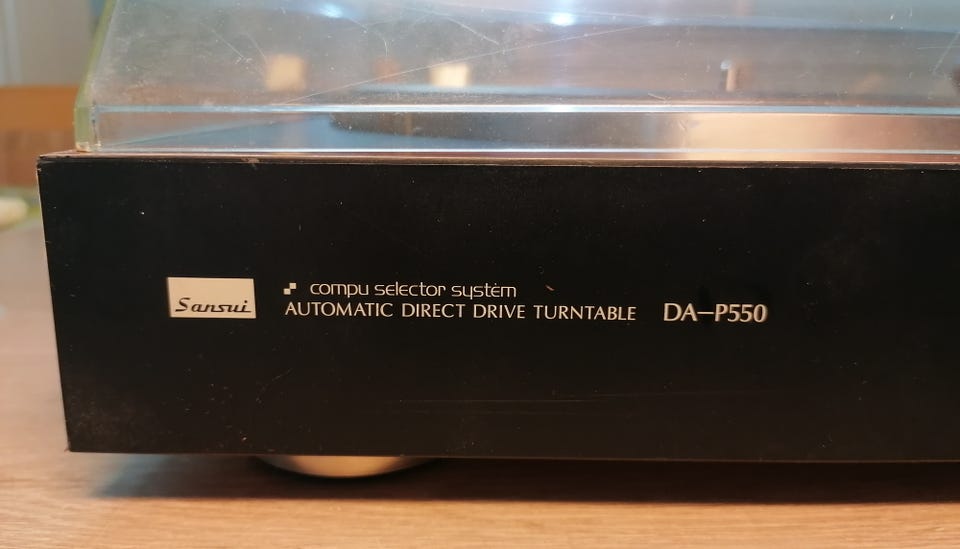 Sansui
compu selector system
AUTOMATIC DIRECT DRIVE TURNTABLE DA-P550